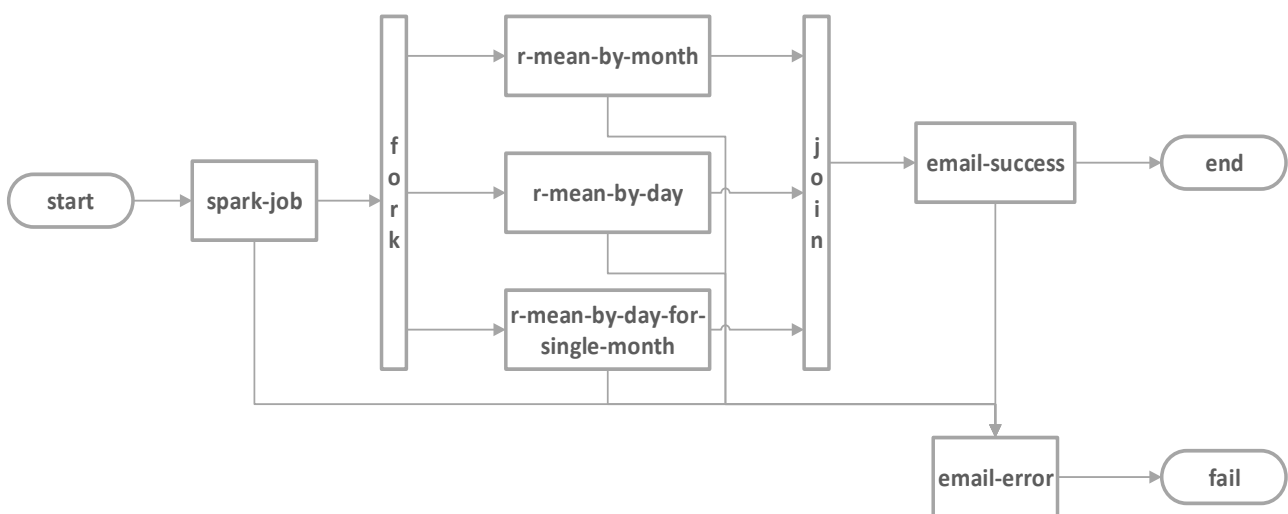 start
spark-job
f
o
r
k
r-mean-by-month
r-mean-by-day
r-mean-by-day-for-
single-month
j
o
i
n
email-success
end
email-error
fail